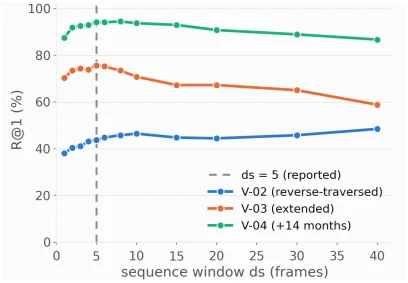 100
80
60
40
20
0
R@1 (%)
ds = 5 (reported)
V-02 (reverse-traversed)
V-03 (extended)
V-04 (+14 months)
0 5 10 15 20 25 30 35 40
sequence window ds (frames)